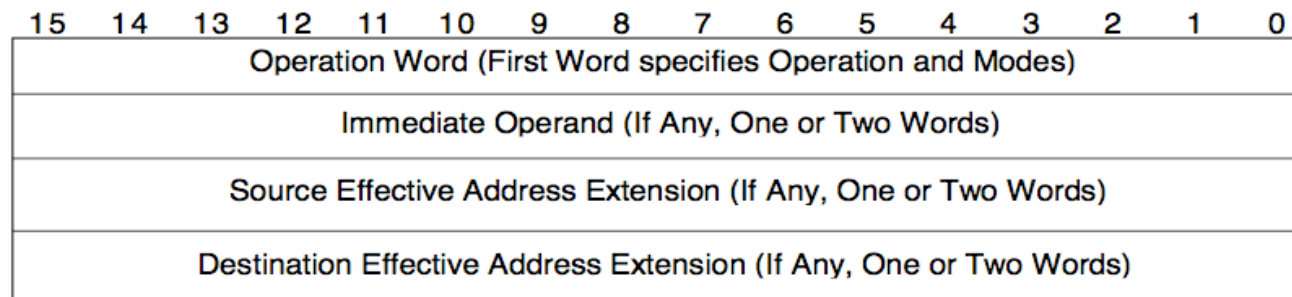 15 14 13 12 11 10 9 8 7 6 5 4 3 2 1 0
Operation Word (First Word specifies Operation and Modes)
Immediate Operand (If Any, One or Two Words)
Source Effective Address Extension (If Any, One or Two Words)
Destination Effective Address Extension (If Any, One or Two Words)